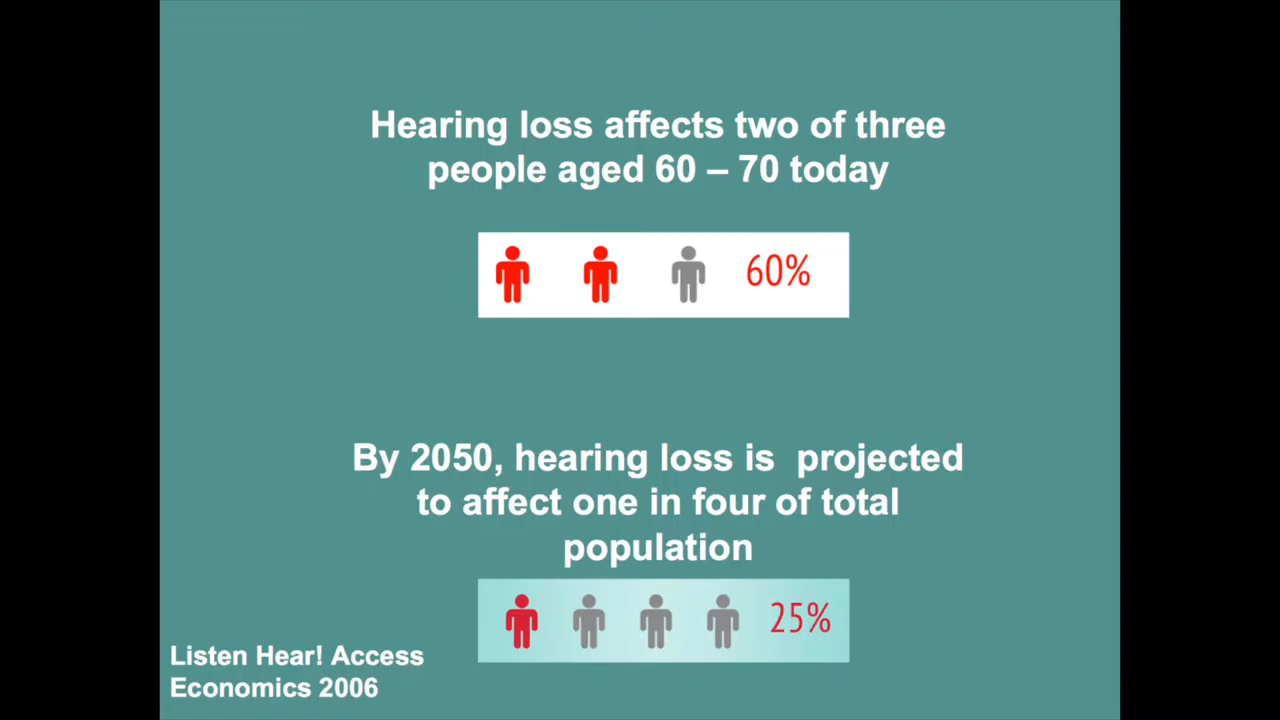 Hearing loss affects two of three
people aged 60 – 70 today
60%
By 2050, hearing loss is  projected
to affect one in four of total
population
25%
Listen Hear! Access
Economics 2006